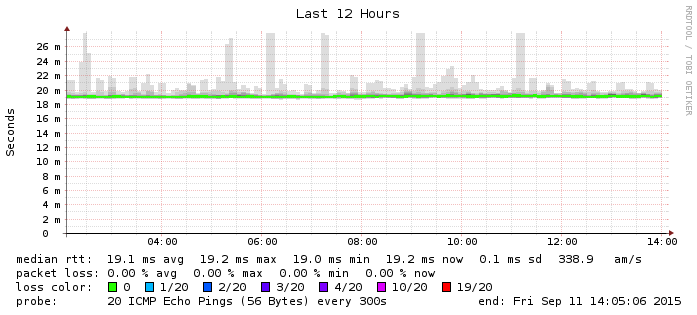 Last 12 Hours
RRDTOOL / TOBI OETIKER
Seconds
26 m
24 m
22 m
20 m
18 m
16 m
14 m
12 m
10 m
8 m
6 m
4 m
2 m
0
04:00 06:00 08:00 10:00 12:00 14:00
median rtt: 19.1 ms avg 19.2 ms max 19.0 ms min 19.2 ms now 0.1 ms sd 338.9 am/s
packet loss: 0.00 % avg 0.00 % max 0.00 % min 0.00 % now
loss color: 0 1/20 2/20 3/20 4/20 10/20 19/20
probe: 20 ICMP Echo Pings (56 Bytes) every 300s end: Fri Sep 11 14:05:06 2015